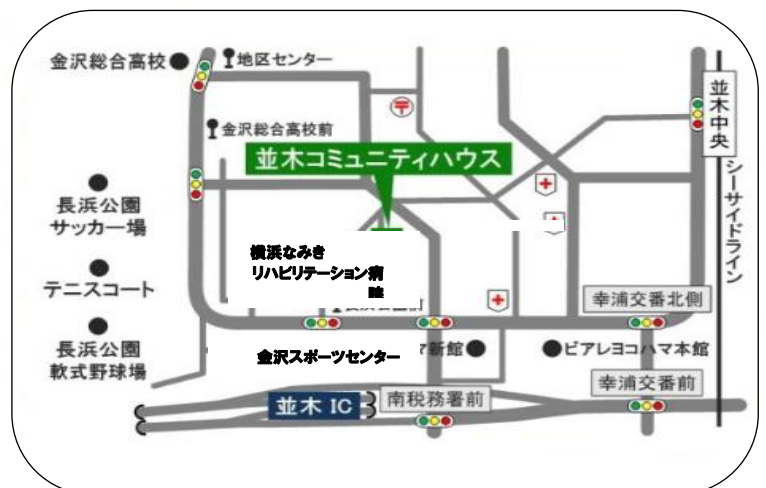 金沢総合高校
地区センター
〒
金沢総合高校前
並木コミュニティハウス
並木中央
シーサイドライン
長浜公園
サッカー場
横浜なみき
リハビリテーション病
テニスコート
幸浦交番北側
長浜公園
軟式野球場
金沢スポーツセンター
マ新館
ビアレヨコハマ本館
並木 IC
南税務署前
幸浦交番前